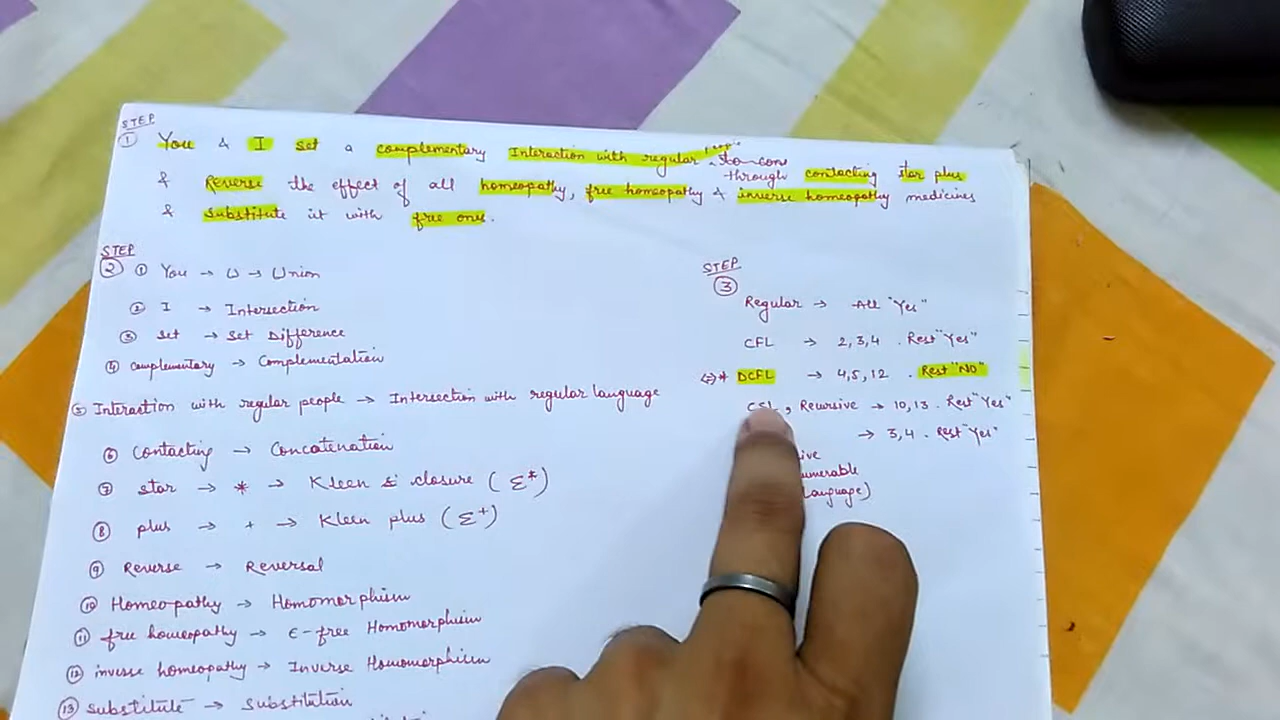 STEP
① You & I set a complementary Interaction with regular people
through contacting star plus
& Reverse the effect of all homeopathy, free homeopathy & inverse homeopathy medicines
& substitute it with free ones.
STEP
② ① You → U → Union
② I → Intersection
③ Set → Set Difference
④ Complementary → Complementation
⑤ Interaction with regular people → Intersection with regular language
⑥ Contacting → Concatenation
⑦ star → * → Kleen closure ( Σ* )
⑧ plus → + → Kleen plus ( Σ+ )
⑨ Reverse → Reversal
⑩ Homeopathy → Homomorphism
⑪ free homeopathy → ϵ-free Homomorphism
⑫ inverse homeopathy → Inverse Homomorphism
⑬ Substitute → Substitution
STEP
③
Regular → All "Yes"
CFL → 2,3,4 . Rest "Yes"
* DCFL → 4,5,12 . Rest "NO"
CSL, Recursive → 10,13 . Rest "Yes"
→ 3,4 . Rest "Yes"
Language)